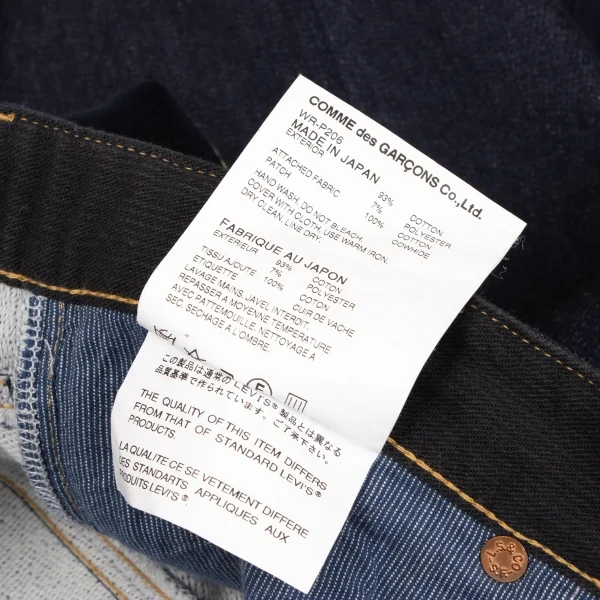 COMME des GARÇONS Co.,Ltd.
WR-P206
MADE IN JAPAN
EXTERIOR
93% COTTON
7% POLYESTER
ATTACHED FABRIC 100% COTTON
PATCH COWHIDE
HAND WASH, DO NOT BLEACH.
COVER WITH CLOTH, USE WARM IRON.
DRY CLEAN, LINE DRY.
FABRIQUE AU JAPON
EXTERIEUR 93% COTON
7% POLYESTER
TISSU AJOUTE 100% COTON
ETIQUETTE CUIR DE VACHE
LAVAGE MAINS, JAVEL INTERDIT.
REPASSER A MOYENNE TEMPERATURE
AVEC PATTEMOUILLE, NETTOYAGE A
SEC, SECHAGE A L'OMBRE.
この製品は通常のLEVI'S®製品とは異なる
品質基準で作られています。ご了承下さい。
THE QUALITY OF THIS ITEM DIFFERS
FROM THAT OF STANDARD LEVI'S®
PRODUCTS.
LA QUALITE CE SE VETEMENT DIFFERE
DES STANDARTS APPLIQUES AUX
PRODUITS LEVI'S®
LS&CO